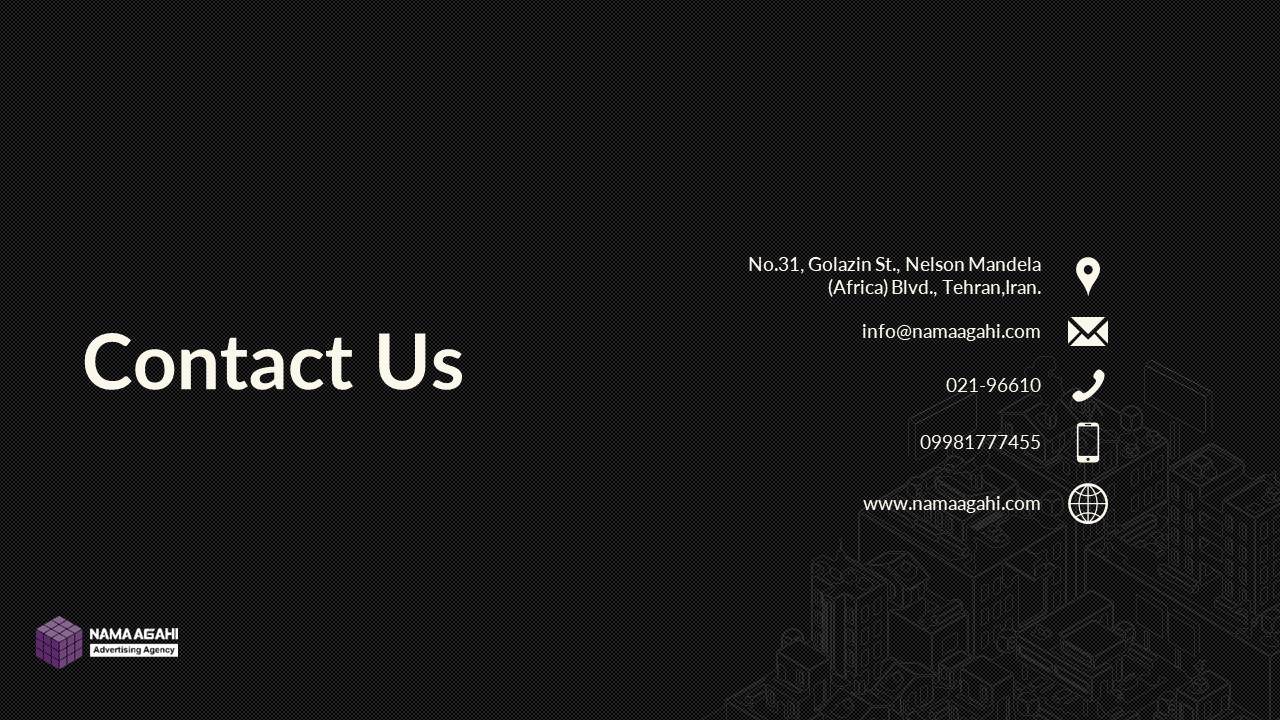 Contact Us
No.31, Golazin St., Nelson Mandela
(Africa) Blvd., Tehran,Iran.
info@namaagahi.com
021-96610
09981777455
www.namaagahi.com
NAMA AGAHI
Advertising Agency